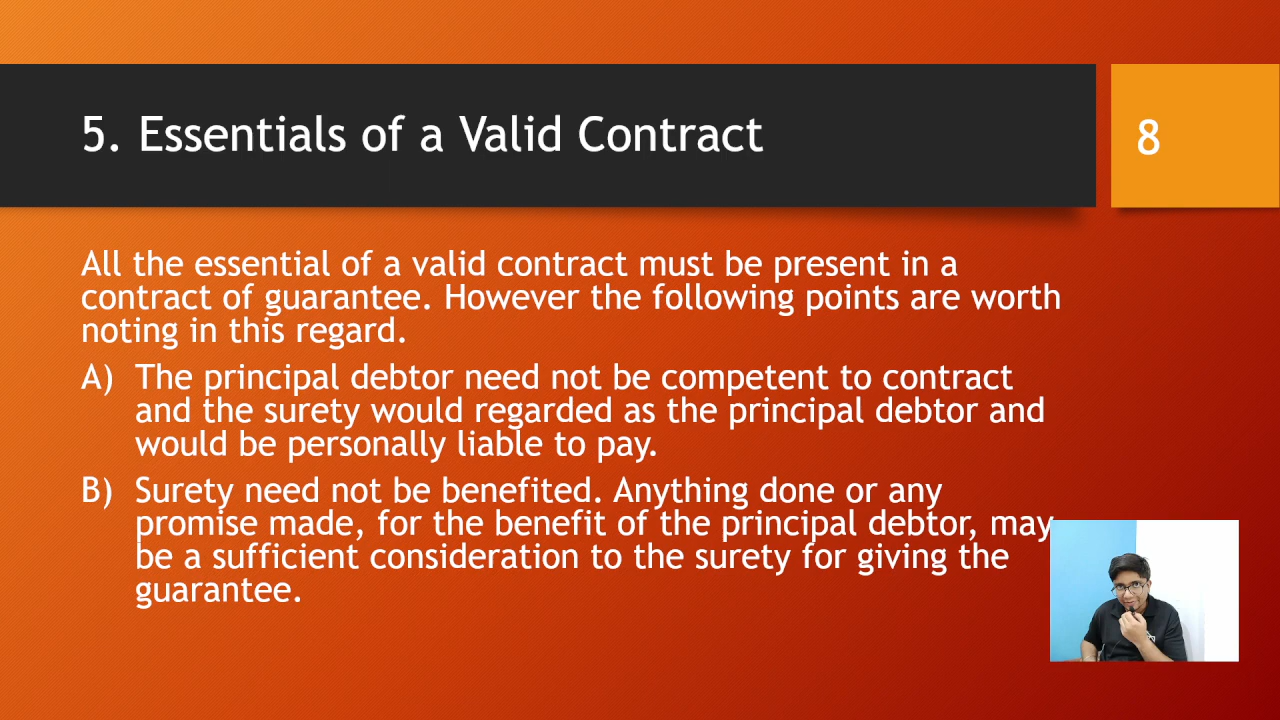 5. Essentials of a Valid Contract
8
All the essential of a valid contract must be present in a
contract of guarantee. However the following points are worth
noting in this regard.
A) The principal debtor need not be competent to contract
and the surety would regarded as the principal debtor and
would be personally liable to pay.
B) Surety need not be benefited. Anything done or any
promise made, for the benefit of the principal debtor, may
be a sufficient consideration to the surety for giving the
guarantee.